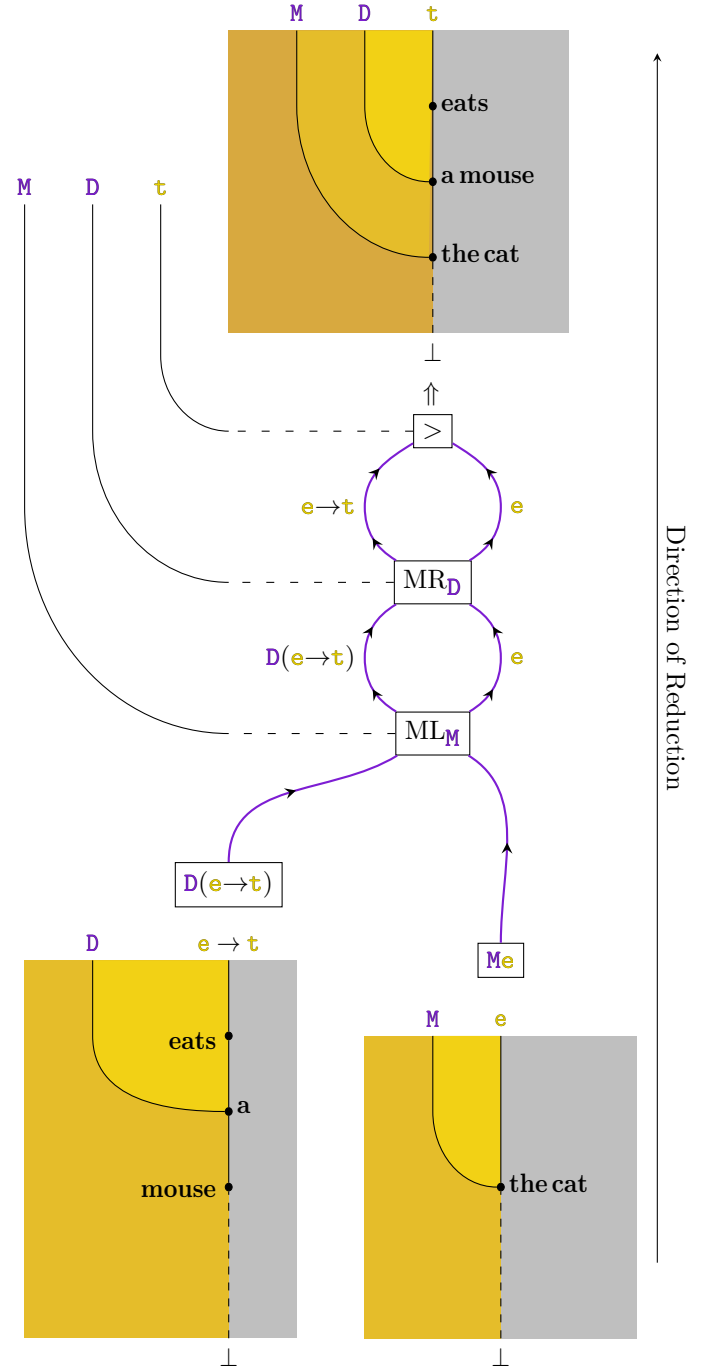 M D t
eats
a mouse
the cat
⊥
M D t
⇑
>
e→t e
MR_D
D(e→t) e
ML_M
Direction of Reduction
D(e→t)
Me
D e → t
eats
a
mouse
⊥
M e
the cat
⊥